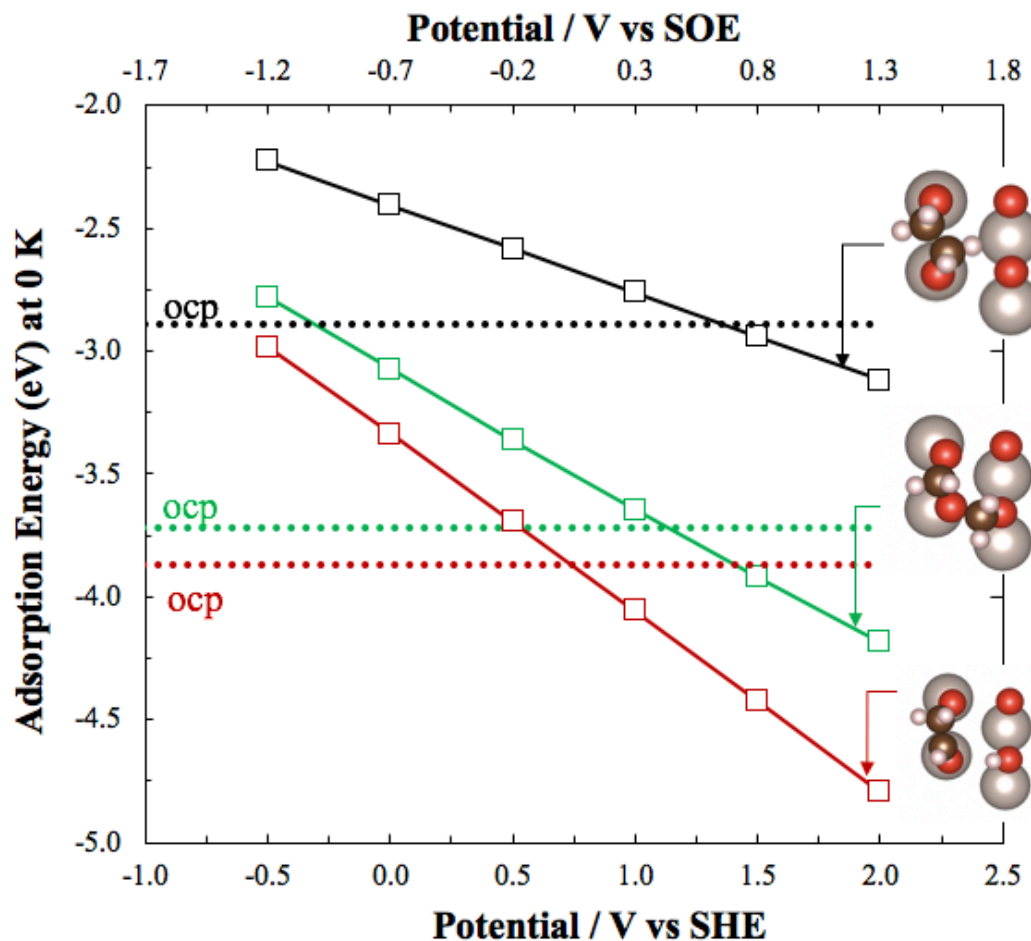 Potential / V vs SOE
-1.7 -1.2 -0.7 -0.2 0.3 0.8 1.3 1.8
Adsorption Energy (eV) at 0 K
-2.0
-2.5
ocp
-3.0
-3.5
ocp
ocp
-4.0
-4.5
-5.0
-1.0 -0.5 0.0 0.5 1.0 1.5 2.0 2.5
Potential / V vs SHE